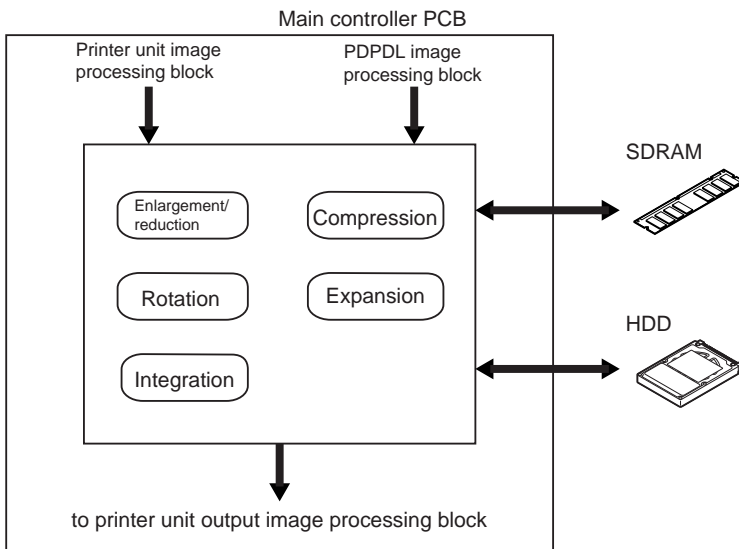 Main controller PCB
Printer unit image
processing block
PDPDL image
processing block
SDRAM
Enlargement/
reduction
Compression
Rotation
Expansion
HDD
Integration
to printer unit output image processing block